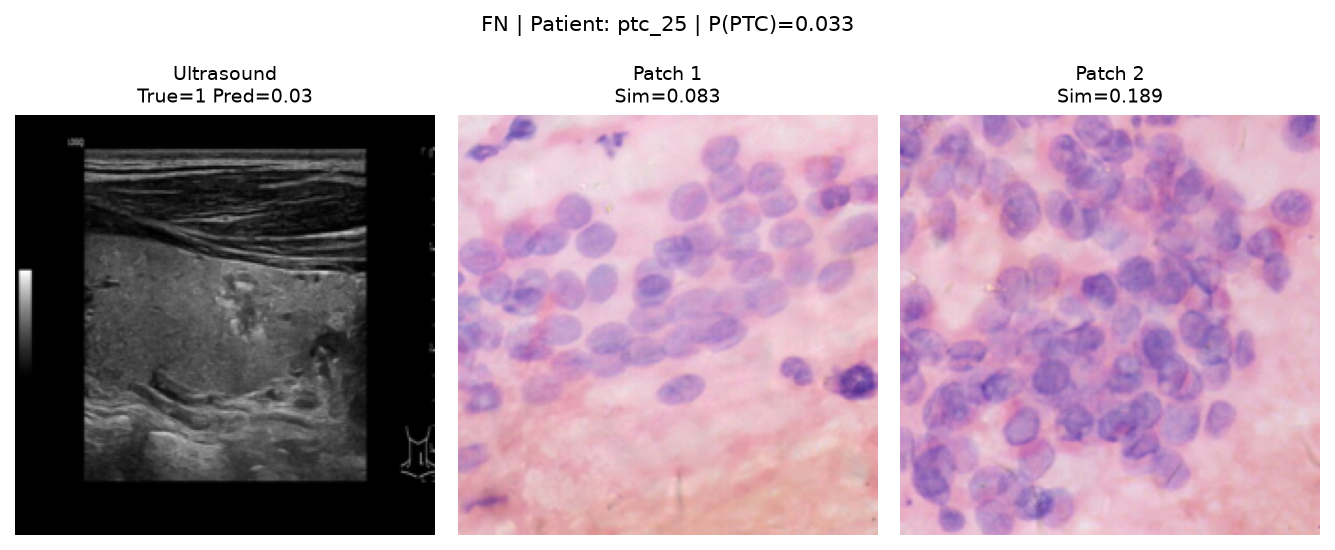 FN | Patient: ptc_25 | P(PTC)=0.033
Ultrasound
True=1 Pred=0.03
Patch 1
Sim=0.083
Patch 2
Sim=0.189